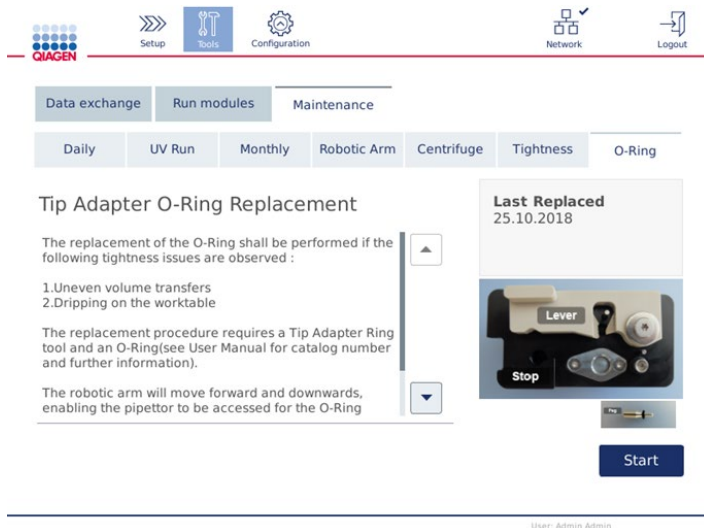 QIAGEN
Setup
Tools
Configuration
Network
Logout
Data exchange
Run modules
Maintenance
Daily
UV Run
Monthly
Robotic Arm
Centrifuge
Tightness
O-Ring
Tip Adapter O-Ring Replacement
The replacement of the O-Ring shall be performed if the
following tightness issues are observed :
1.Uneven volume transfers
2.Dripping on the worktable
The replacement procedure requires a Tip Adapter Ring
tool and an O-Ring(see User Manual for catalog number
and further information).
The robotic arm will move forward and downwards,
enabling the pipettor to be accessed for the O-Ring
Last Replaced
25.10.2018
Lever
Stop
Peg
Start
User: Admin Admin